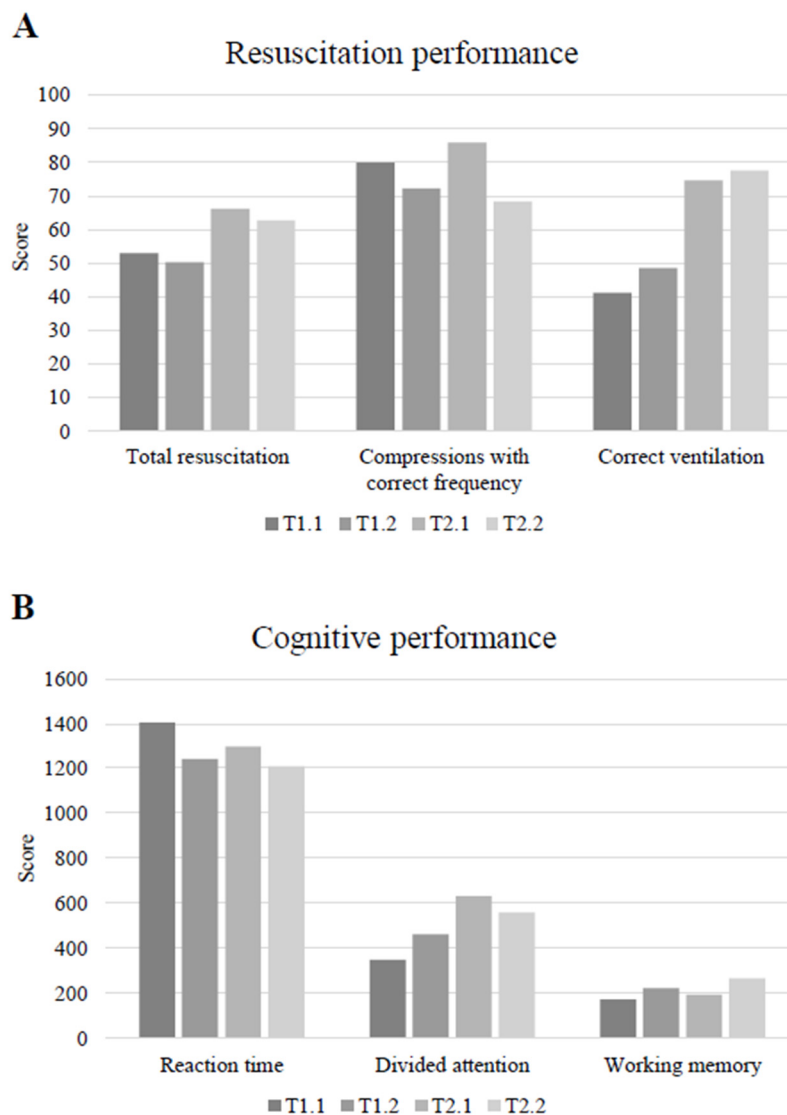 A
Resuscitation performance
100
90
80
70
60
50
40
30
20
10
0
Score
Total resuscitation
Compressions with
correct frequency
Correct ventilation
T1.1 T1.2 T2.1 T2.2
B
Cognitive performance
1600
1400
1200
1000
800
600
400
200
0
Score
Reaction time
Divided attention
Working memory
T1.1 T1.2 T2.1 T2.2